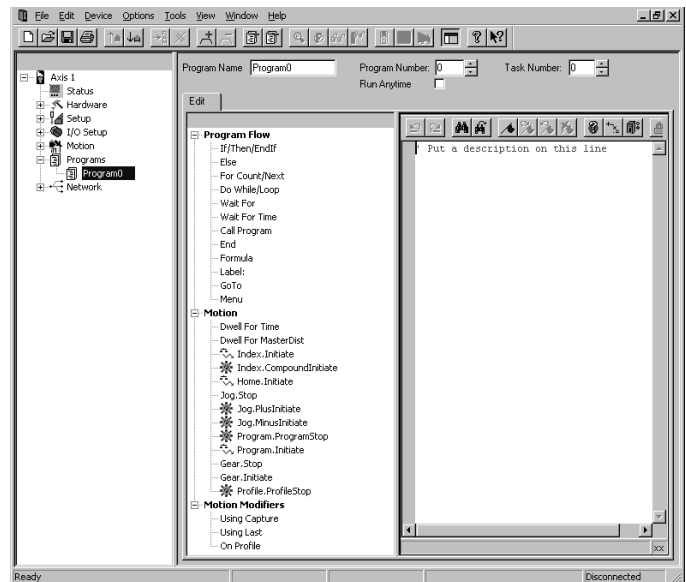 File Edit Device Options Tools View Window Help
Program Name Program0 Program Number: 0 Task Number: 0
Run Anytime
Axis 1
Status
Hardware
Setup
I/O Setup
Motion
Programs
Program0
Network
Edit
Program Flow
If/Then/EndIf
Else
For Count/Next
Do While/Loop
Wait For
Wait For Time
Call Program
End
Formula
Label:
GoTo
Menu
Motion
Dwell For Time
Dwell For MasterDist
Index.Initiate
Index.CompoundInitiate
Home.Initiate
Jog.Stop
Jog.PlusInitiate
Jog.MinusInitiate
Program.ProgramStop
Program.Initiate
Gear.Stop
Gear.Initiate
Profile.ProfileStop
Motion Modifiers
Using Capture
Using Last
On Profile
' Put a description on this line
xx
Ready Disconnected